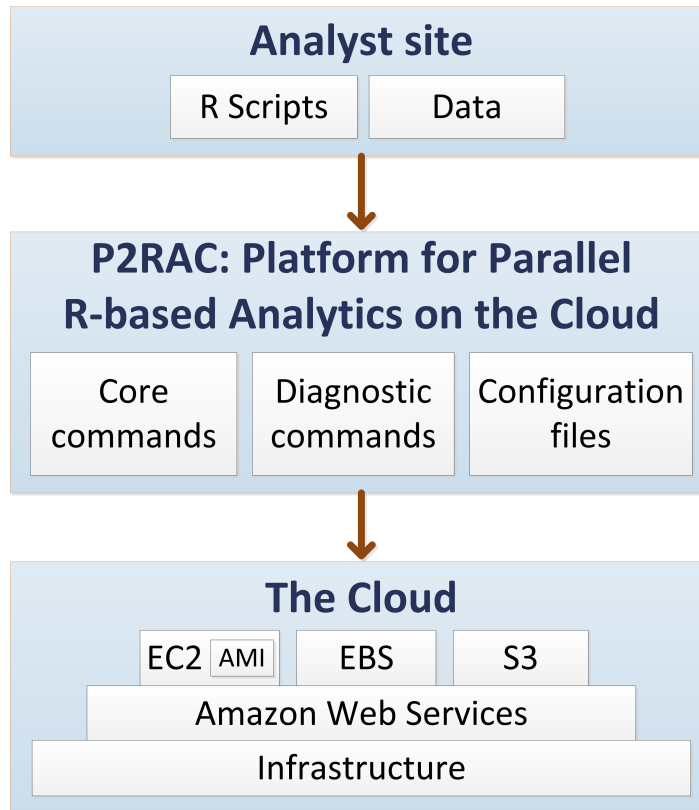 Analyst site
R Scripts
Data
P2RAC: Platform for Parallel
R-based Analytics on the Cloud
Core
commands
Diagnostic
commands
Configuration
files
The Cloud
EC2
AMI
EBS
S3
Amazon Web Services
Infrastructure